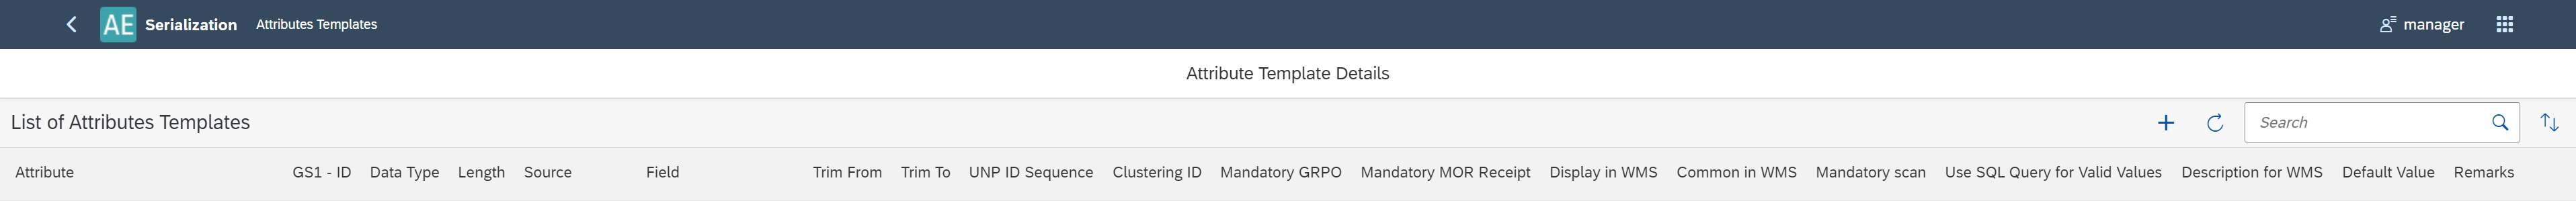 AE Serialization Attributes Templates manager
Attribute Template Details
List of Attributes Templates Search
Attribute GS1 - ID Data Type Length Source Field Trim From Trim To UNP ID Sequence Clustering ID Mandatory GRPO Mandatory MOR Receipt Display in WMS Common in WMS Mandatory scan Use SQL Query for Valid Values Description for WMS Default Value Remarks